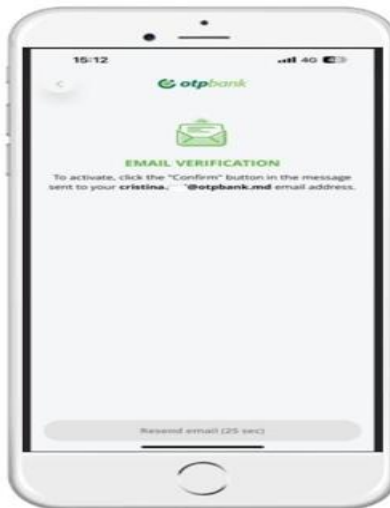 15:12
4G
otpbank
EMAIL VERIFICATION
To activate, click the "Confirm" button in the message
sent to your cristina. @otpbank.md email address.
Resend email (25 sec)